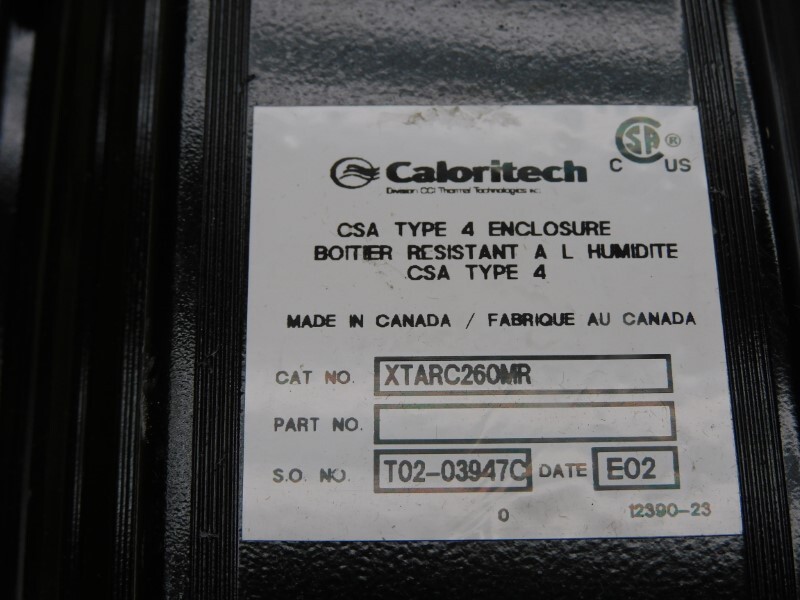 SA ®
C US
Caloritech
Division CCI Thermal Technologies Inc.
CSA TYPE 4 ENCLOSURE
BOITIER RESISTANT A L HUMIDITE
CSA TYPE 4
MADE IN CANADA / FABRIQUE AU CANADA
CAT NO. XTARC260MR
PART NO.
S.O. NO. T02-03947C DATE E02
0 12390-23